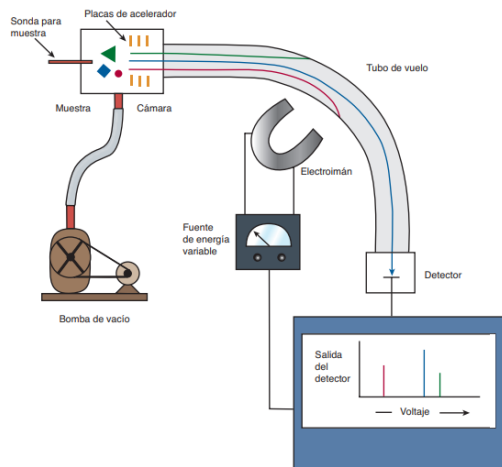 Placas de acelerador
Sonda para
muestra
Tubo de vuelo
Muestra
Cámara
Electroimán
Fuente
de energía
variable
Detector
Bomba de vacío
Salida
del
detector
Voltaje